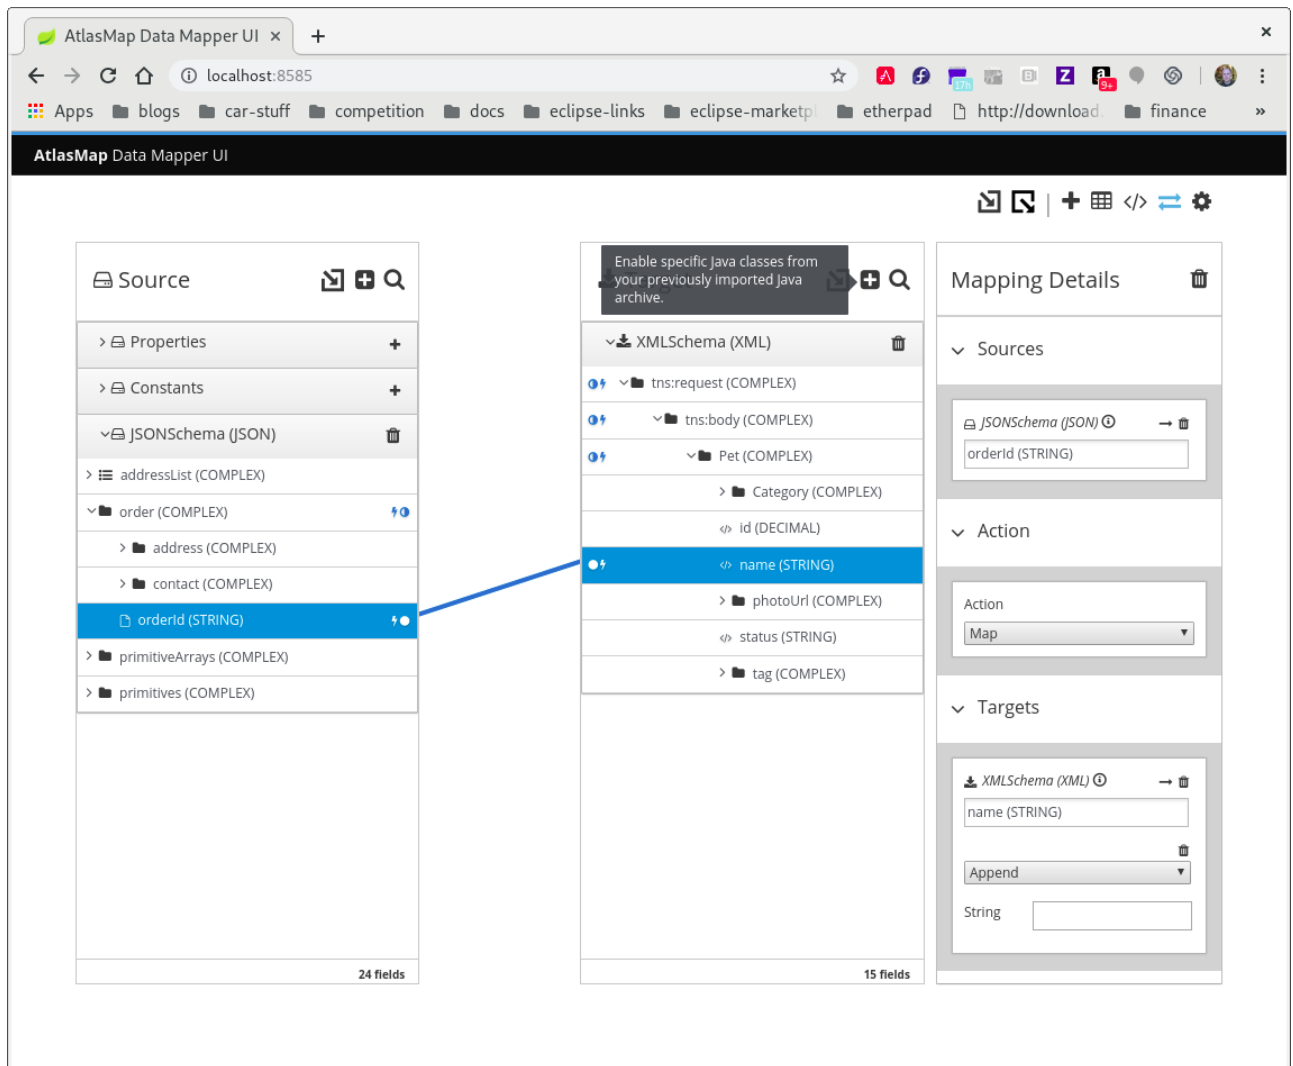 AtlasMap Data Mapper UI
localhost:8585
17h
B
Z
a
9+
Apps
blogs
car-stuff
competition
docs
eclipse-links
eclipse-marketpl
etherpad
http://download.
finance
»
AtlasMap Data Mapper UI
Source
Enable specific Java classes from
your previously imported Java
archive.
Mapping Details
Properties
Constants
JSONSchema (JSON)
addressList (COMPLEX)
order (COMPLEX)
address (COMPLEX)
contact (COMPLEX)
orderId (STRING)
primitiveArrays (COMPLEX)
primitives (COMPLEX)
24 fields
XMLSchema (XML)
tns:request (COMPLEX)
tns:body (COMPLEX)
Pet (COMPLEX)
Category (COMPLEX)
id (DECIMAL)
name (STRING)
photoUrl (COMPLEX)
status (STRING)
tag (COMPLEX)
15 fields
Sources
JSONSchema (JSON)
orderId (STRING)
Action
Action
Map
Targets
XMLSchema (XML)
name (STRING)
Append
String